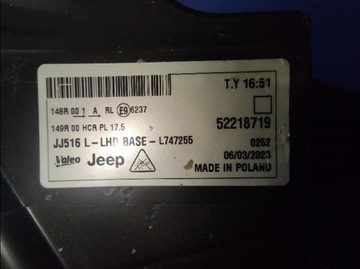 T.Y 16:51
148R 00 1 A RL E9 6237
149R 00 HCR PL 17.5
52218719
JJ516 L-LHD BASE-L747255
0252
Valeo Jeep
06/03/2023
MADE IN POLAND